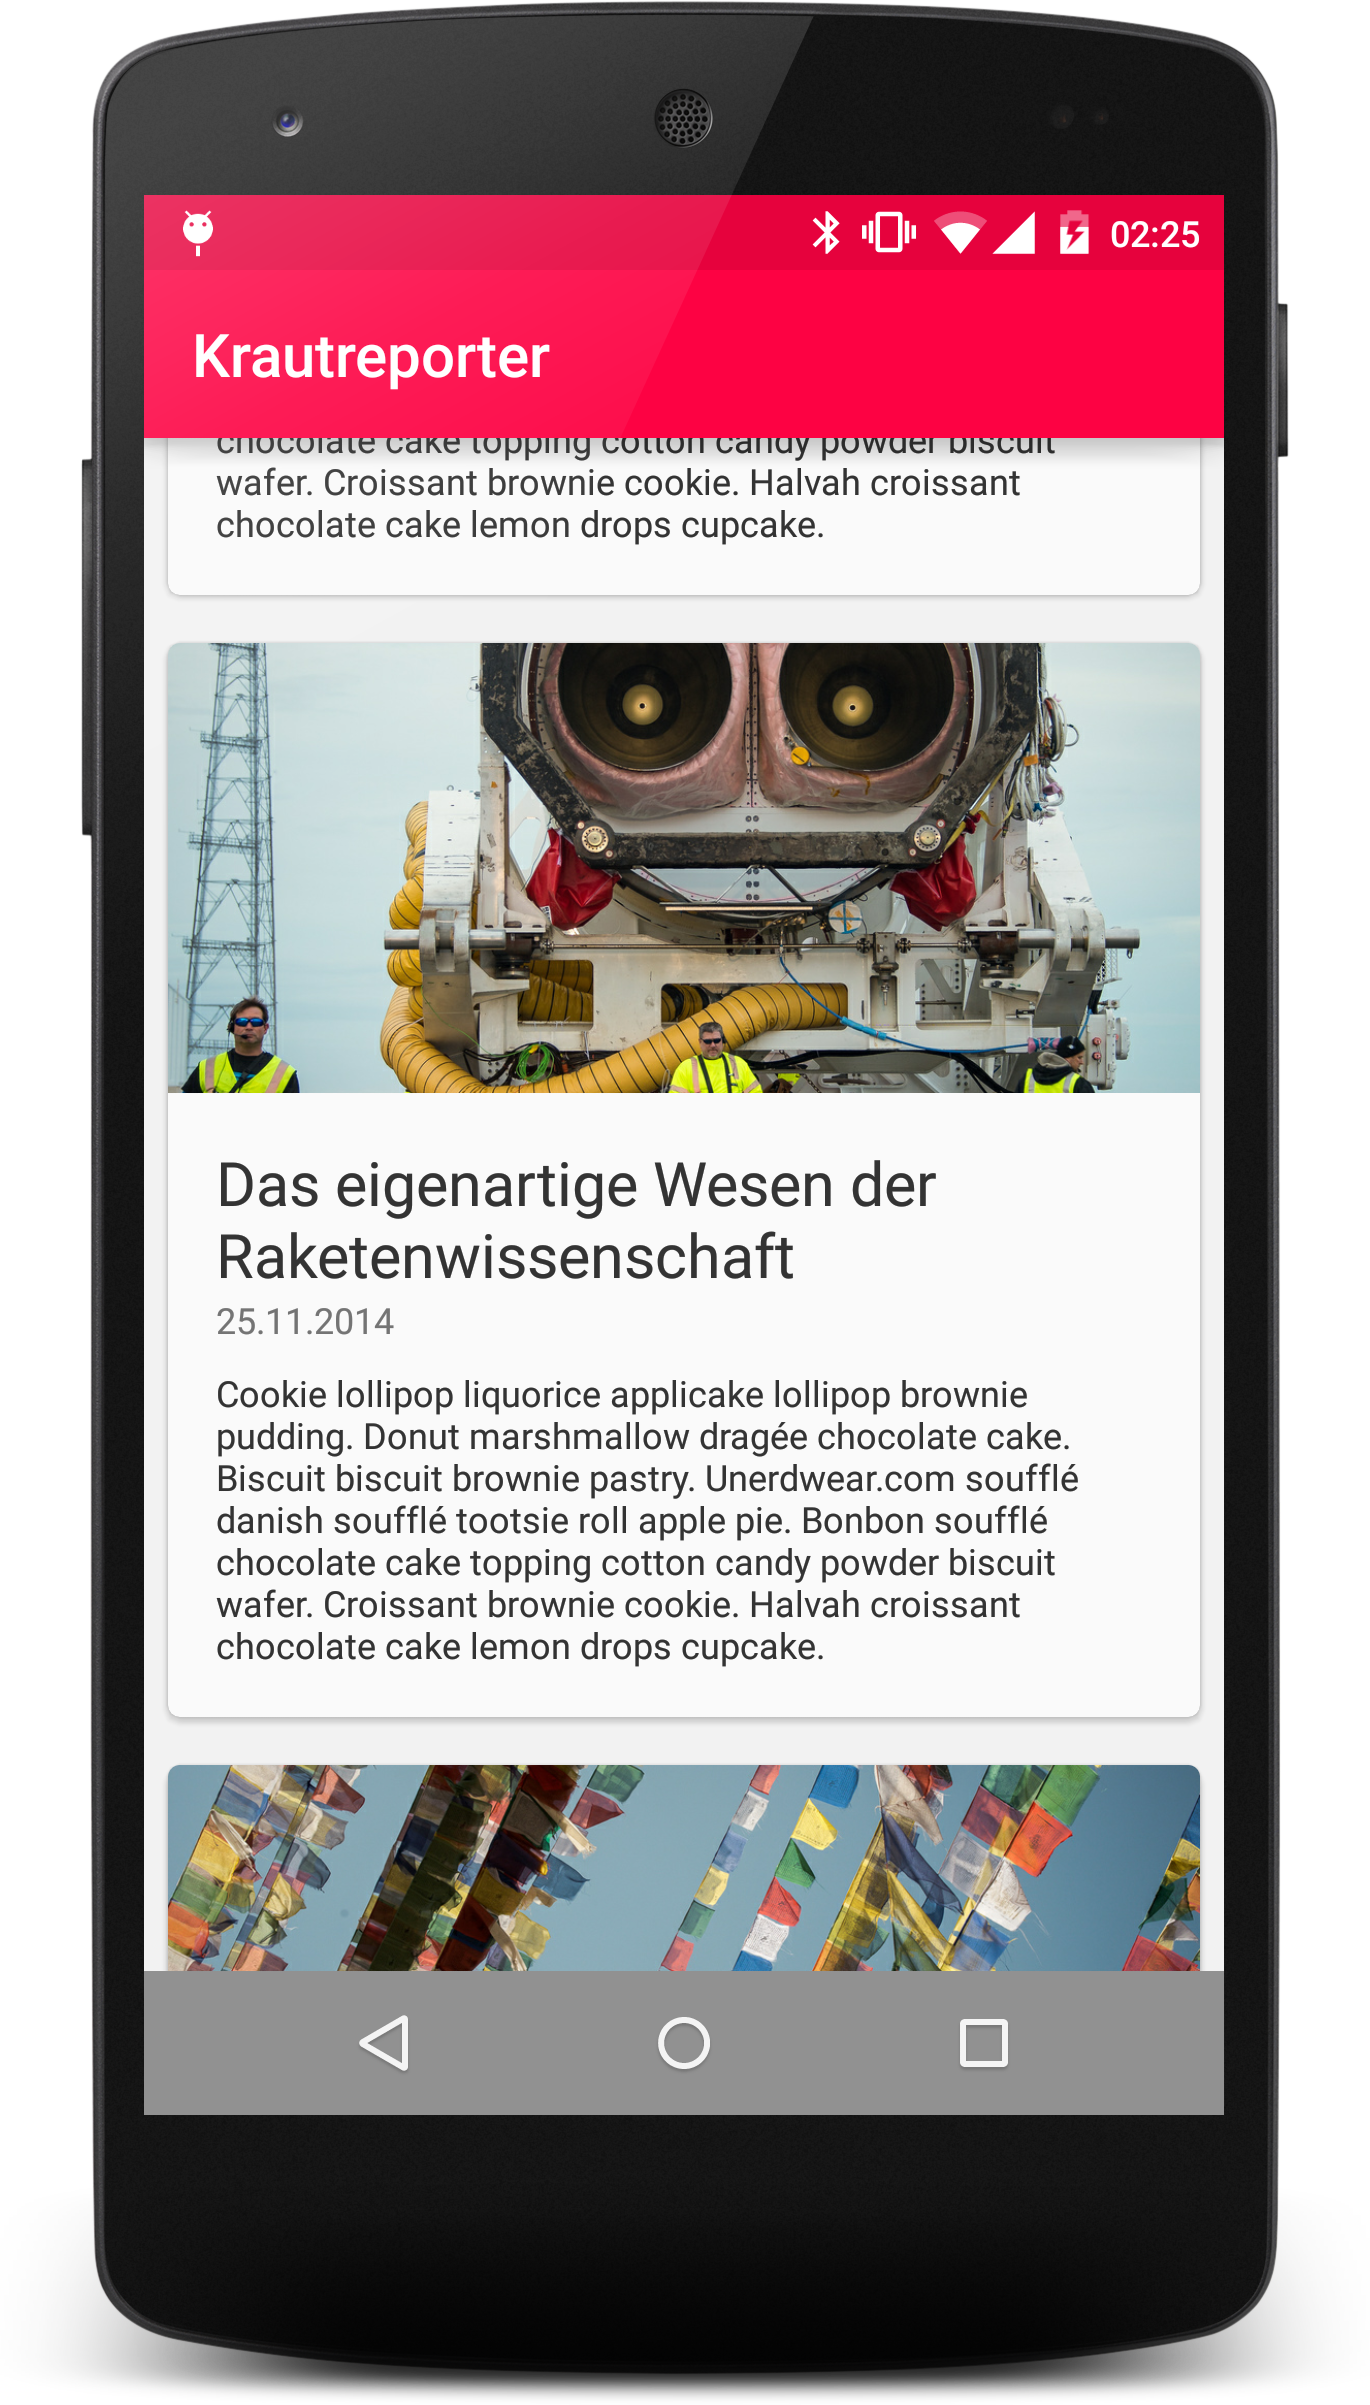 02:25
Krautreporter
chocolate cake topping cotton candy powder biscuit
wafer. Croissant brownie cookie. Halvah croissant
chocolate cake lemon drops cupcake.
Das eigenartige Wesen der
Raketenwissenschaft
25.11.2014
Cookie lollipop liquorice applicake lollipop brownie
pudding. Donut marshmallow dragée chocolate cake.
Biscuit biscuit brownie pastry. Unerdwear.com soufflé
danish soufflé tootsie roll apple pie. Bonbon soufflé
chocolate cake topping cotton candy powder biscuit
wafer. Croissant brownie cookie. Halvah croissant
chocolate cake lemon drops cupcake.